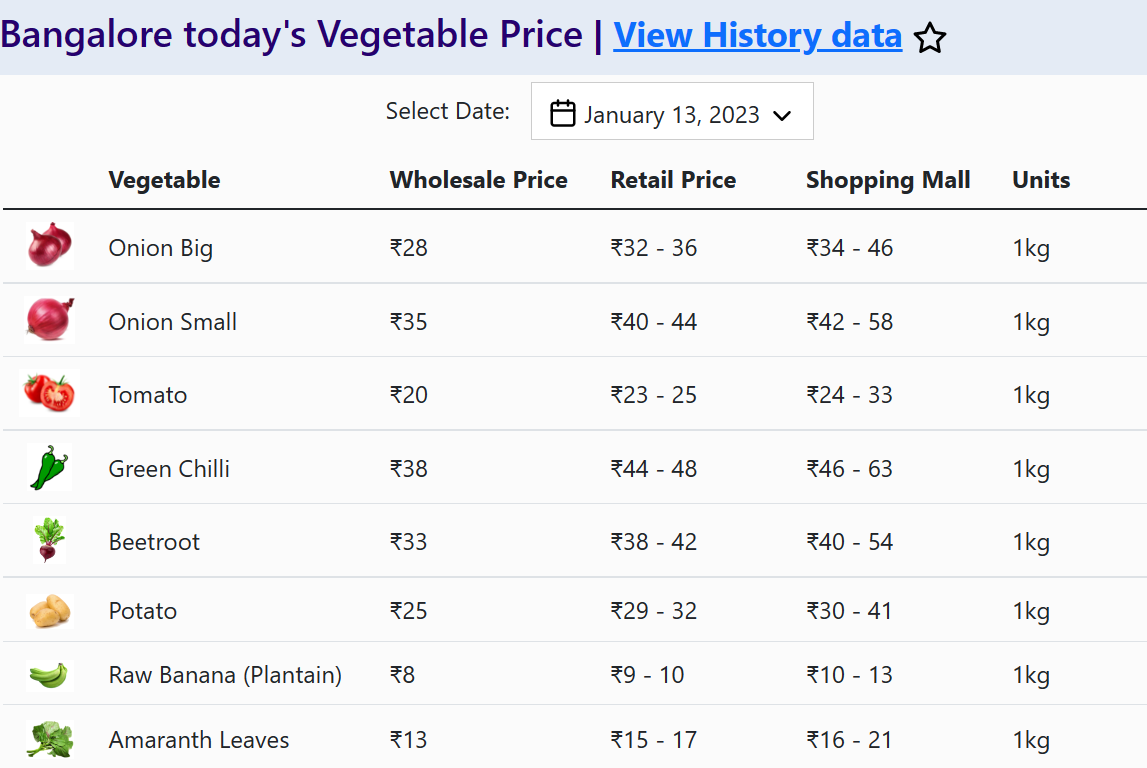 Bangalore today's Vegetable Price | View History data
Select Date: January 13, 2023
Vegetable Wholesale Price Retail Price Shopping Mall Units
Onion Big ₹28 ₹32 - 36 ₹34 - 46 1kg
Onion Small ₹35 ₹40 - 44 ₹42 - 58 1kg
Tomato ₹20 ₹23 - 25 ₹24 - 33 1kg
Green Chilli ₹38 ₹44 - 48 ₹46 - 63 1kg
Beetroot ₹33 ₹38 - 42 ₹40 - 54 1kg
Potato ₹25 ₹29 - 32 ₹30 - 41 1kg
Raw Banana (Plantain) ₹8 ₹9 - 10 ₹10 - 13 1kg
Amaranth Leaves ₹13 ₹15 - 17 ₹16 - 21 1kg